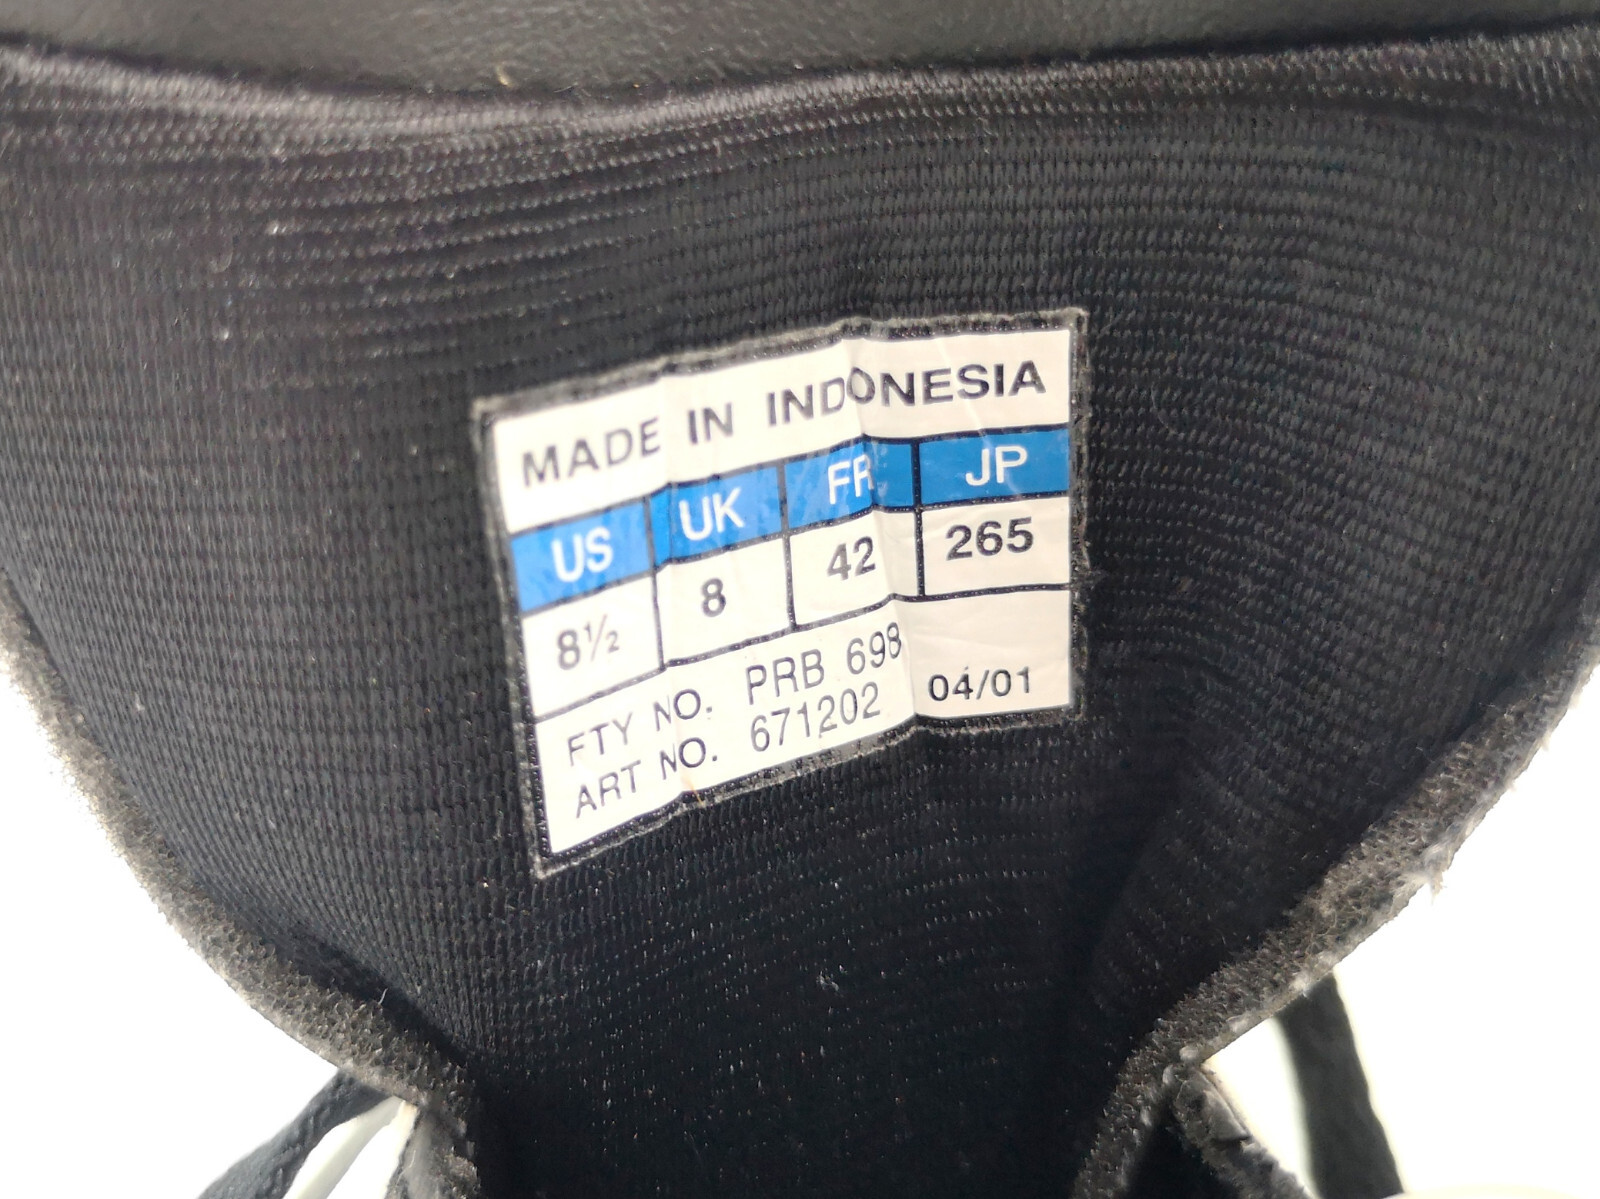 MADE IN INDONESIA
US UK FR JP
8½ 8 42 265
FTY NO. PRB 698
ART NO. 671202 04/01